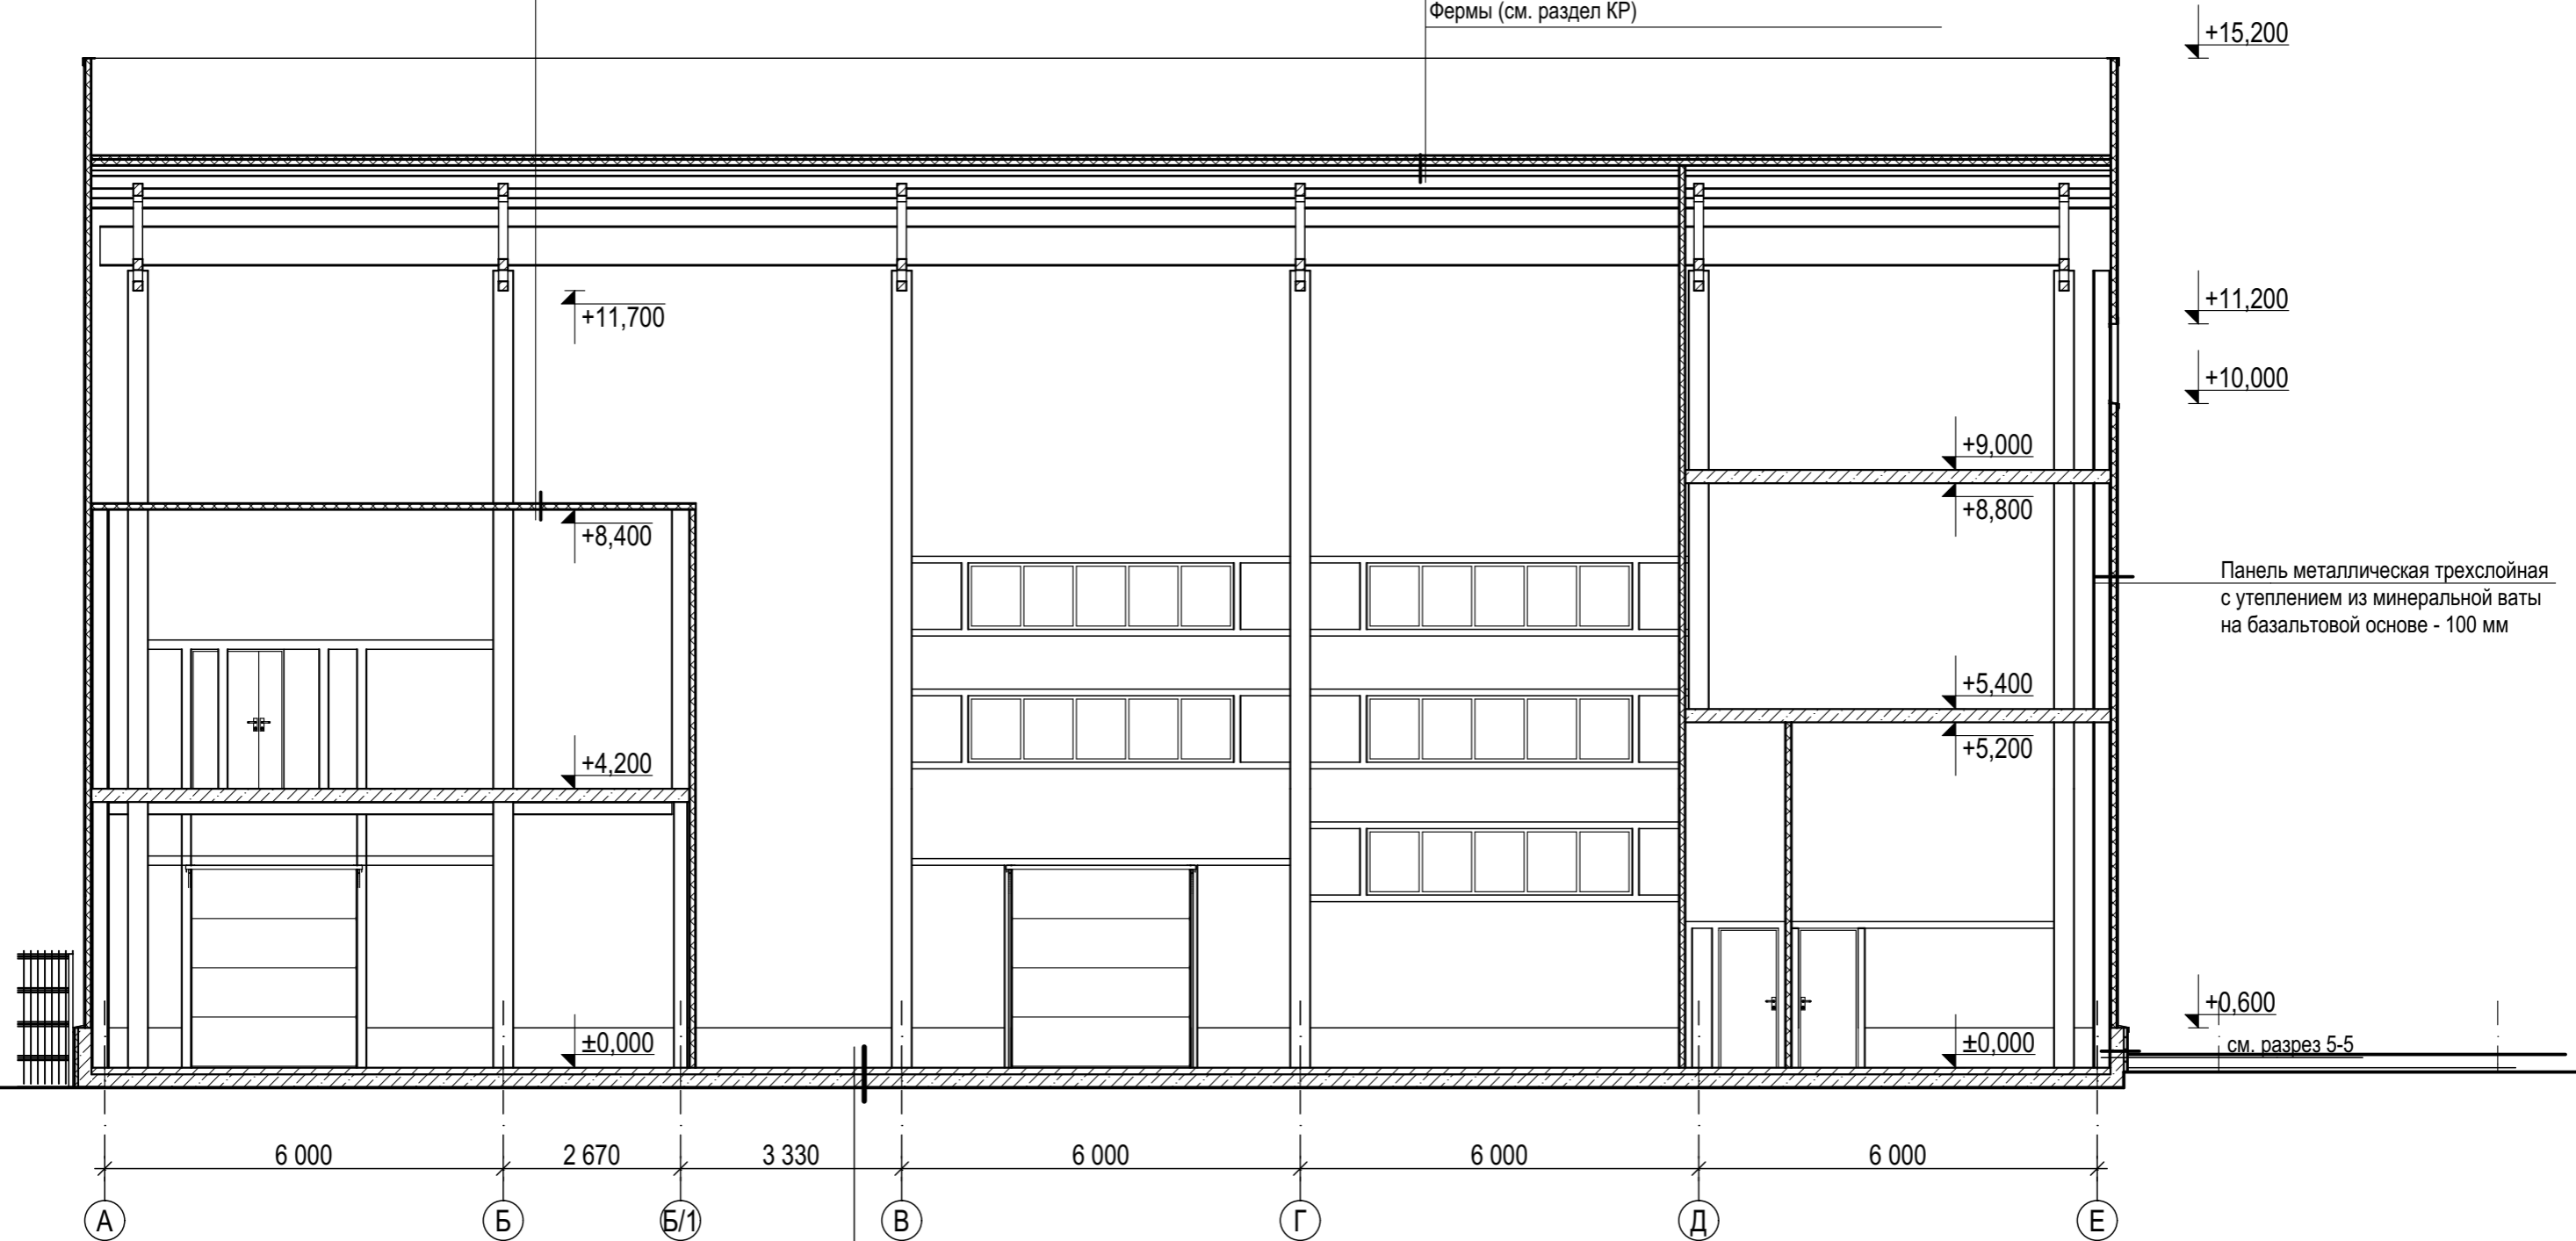 Фермы (см. раздел КР)
+15,200
+11,200
+11,700
+10,000
+9,000
+8,800
+8,400
Панель металлическая трехслойная
с утеплением из минеральной ваты
на базальтовой основе - 100 мм
+5,400
+5,200
+4,200
+0,600
±0,000
±0,000
см. разрез 5-5
6 000
2 670
3 330
6 000
6 000
6 000
А
Б
Б/1
В
Г
Д
Е